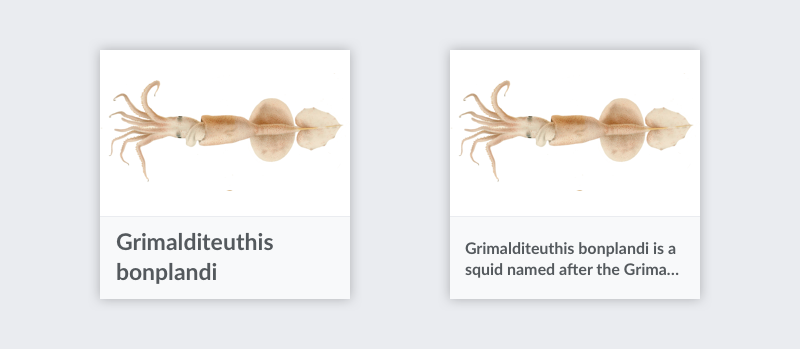 Grimalditeuthis
bonplandi
Grimalditeuthis bonplandi is a
squid named after the Grima...